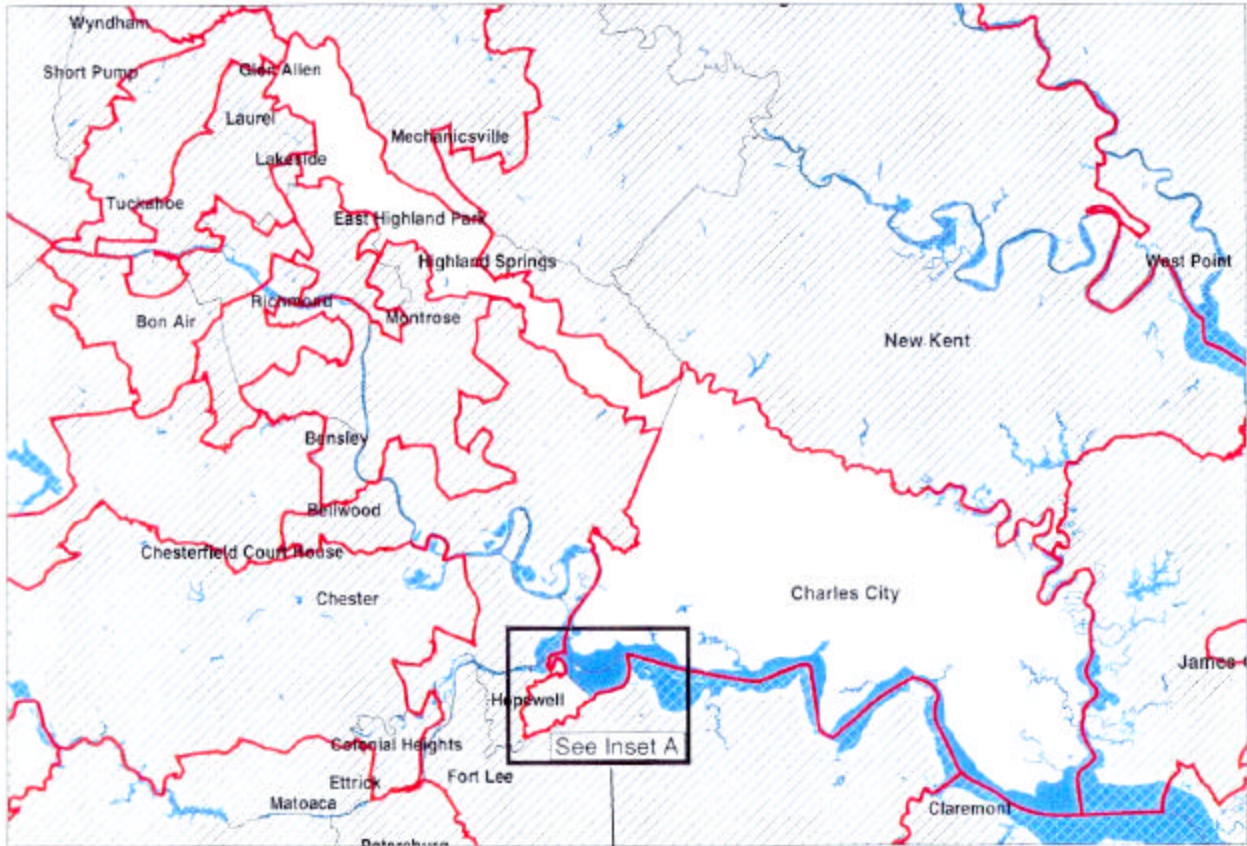 Wyndham
Short Pump
Glen Allen
Laurel
Mechanicsville
Lakeside
Tuckahoe
East Highland Park
Highland Springs
West Point
Richmond
Montrose
Bon Air
New Kent
Bensley
Bellwood
Chesterfield Court House
Chester
Charles City
James
Hopewell
See Inset A
Colonial Heights
Fort Lee
Ettrick
Matoaca
Claremont
Petersburg